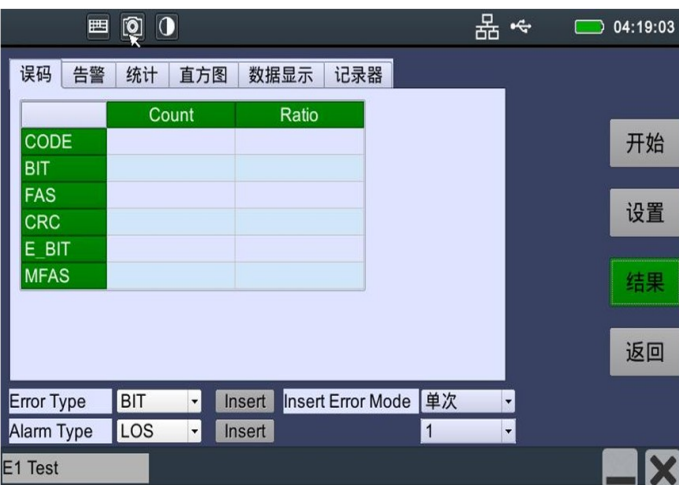 04:19:03
误码 告警 统计 直方图 数据显示 记录器
Count Ratio
CODE
BIT
FAS
CRC
E_BIT
MFAS
开始
设置
结果
返回
Error Type BIT Insert Insert Error Mode 单次
Alarm Type LOS Insert 1
E1 Test